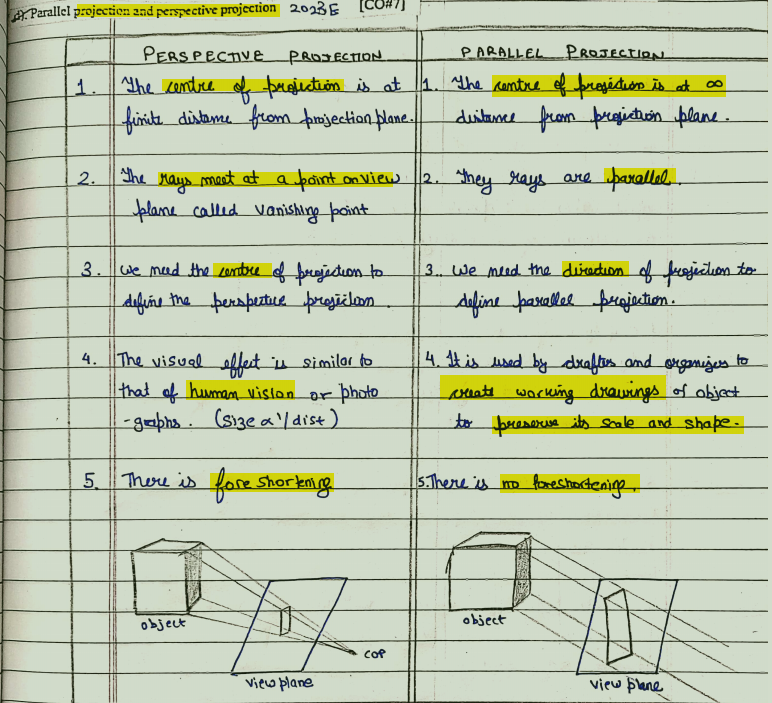 d). Parallel projection and perspective projection 2023E [CO#7]
PERSPECTIVE PROJECTION
1. The centre of projection is at
finite distance from projection plane.
2. The rays meet at a point on view
plane called vanishing point
3. we need the centre of projection to
define the perspective projection
4. The visual effect is similar to
that of human vision or photo
-graphs. (size ∝ 1/dist)
5. There is fore shortening
object
COP
view plane
PARALLEL PROJECTION
1. The centre of projection is at ∞
distance from projection plane.
2. They rays are parallel.
3. We need the direction of projection to
define parallel projection.
4. It is used by drafters and
to
create working drawings of object
to preserve its scale and shape.
5. There is no foreshortening.
object
view plane